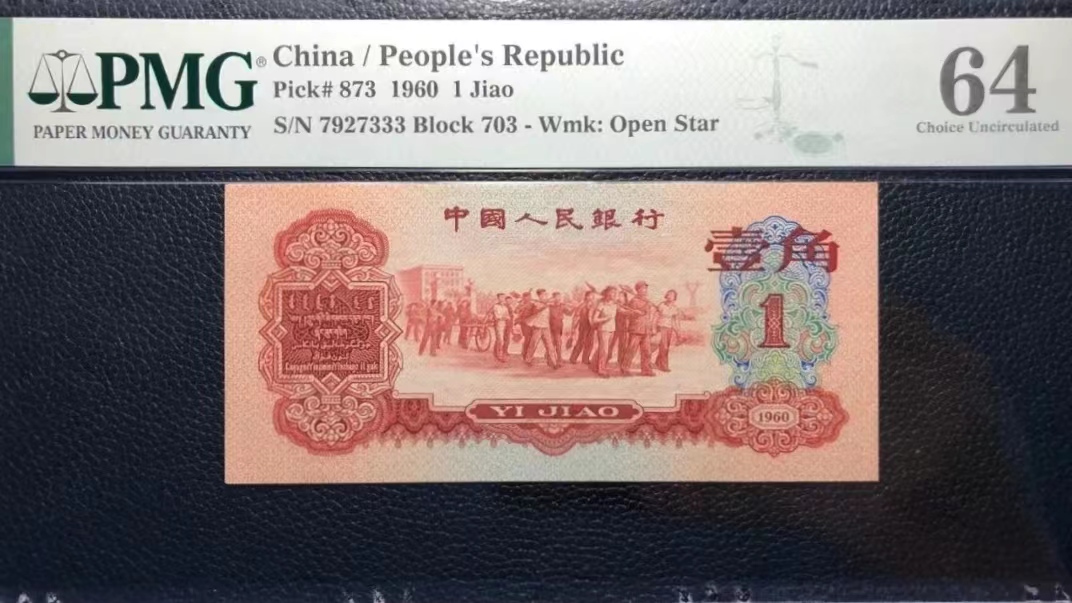 PMG®
PAPER MONEY GUARANTY
China / People's Republic
Pick# 873 1960 1 Jiao
S/N 7927333 Block 703 - Wmk: Open Star
64
Choice Uncirculated
中國人民銀行
壹角
1
YI JIAO
1960